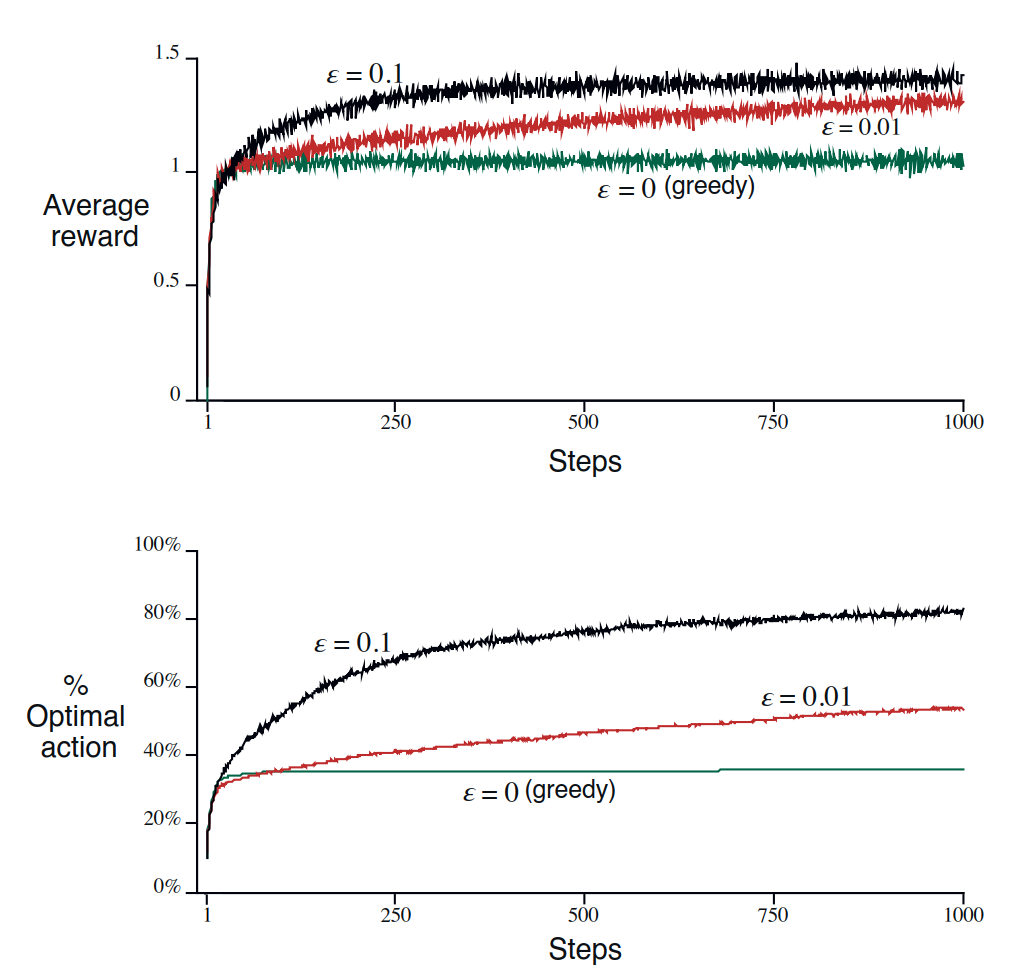 1.5
ε = 0.1
ε = 0.01
1
ε = 0 (greedy)
Average
reward
0.5
0
1 250 500 750 1000
Steps
100%
80%
ε = 0.1
60%
ε = 0.01
%
Optimal
action
40%
ε = 0 (greedy)
20%
0%
1 250 500 750 1000
Steps